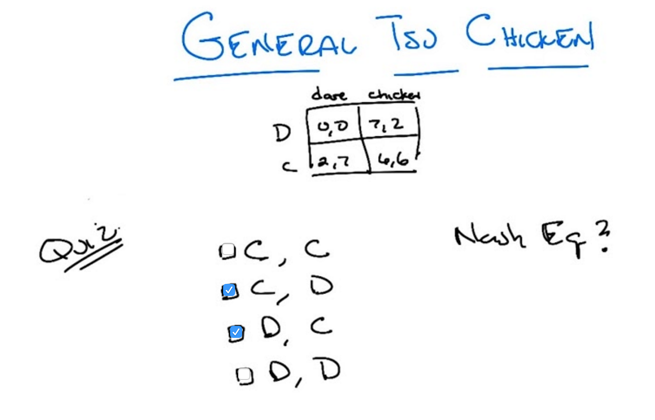 GENERAL TSO CHICKEN
dare chicken
D 0,0 7,2
C 2,7 6,6
Quiz Nash Eq?
C, C
C, D
D, C
D, D